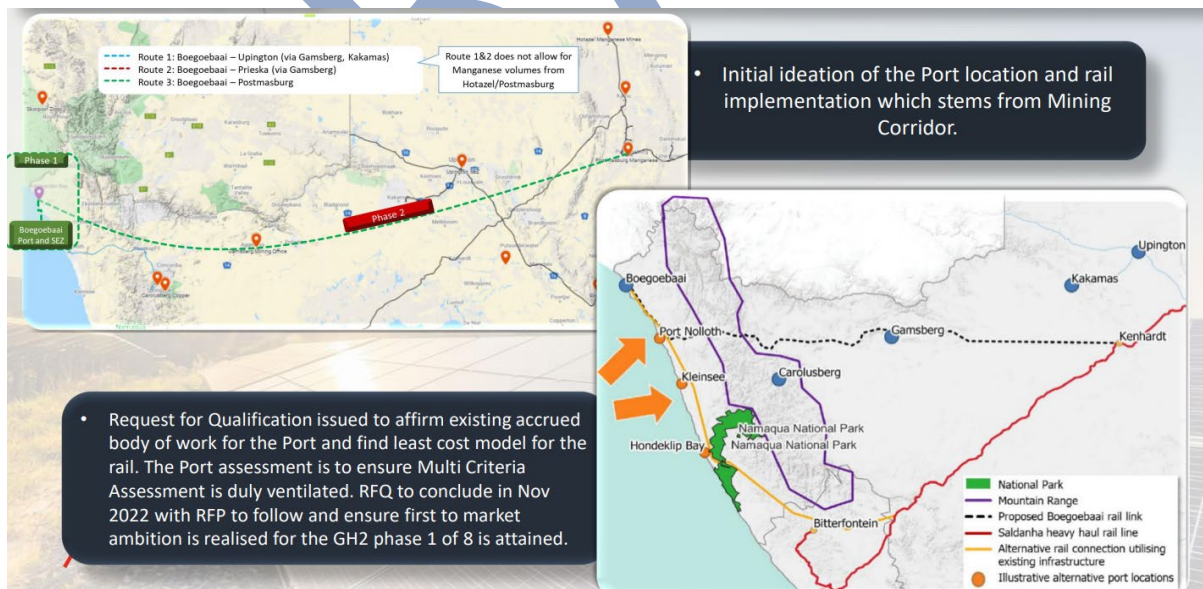 Route 1: Boegoebaai – Upington (via Gamsberg, Kakamas)
Route 2: Boegoebaai – Prieska (via Gamsberg)
Route 3: Boegoebaai – Postmasburg
Route 1&2 does not allow for
Manganese volumes from
Hotazel/Postmasburg
Hotazel Manganese Mines
Phase 1
Boegoebaai
Port and SEZ
Phase 2
Upington
• Initial ideation of the Port location and rail
implementation which stems from Mining
Corridor.
• Request for Qualification issued to affirm existing accrued
body of work for the Port and find least cost model for the
rail. The Port assessment is to ensure Multi Criteria
Assessment is duly ventilated. RFQ to conclude in Nov
2022 with RFP to follow and ensure first to market
ambition is realised for the GH2 phase 1 of 8 is attained.
Boegoebaai
Upington
Kakamas
Port Nolloth
Gamsberg
Kenhardt
Kleinsee
Carolusberg
Namaqua National Park
Namaqua National Park
Hondeklip Bay
Bitterfontein
National Park
Mountain Range
Proposed Boegoebaai rail link
Saldanha heavy haul rail line
Alternative rail connection utilising
existing infrastructure
Illustrative alternative port locations